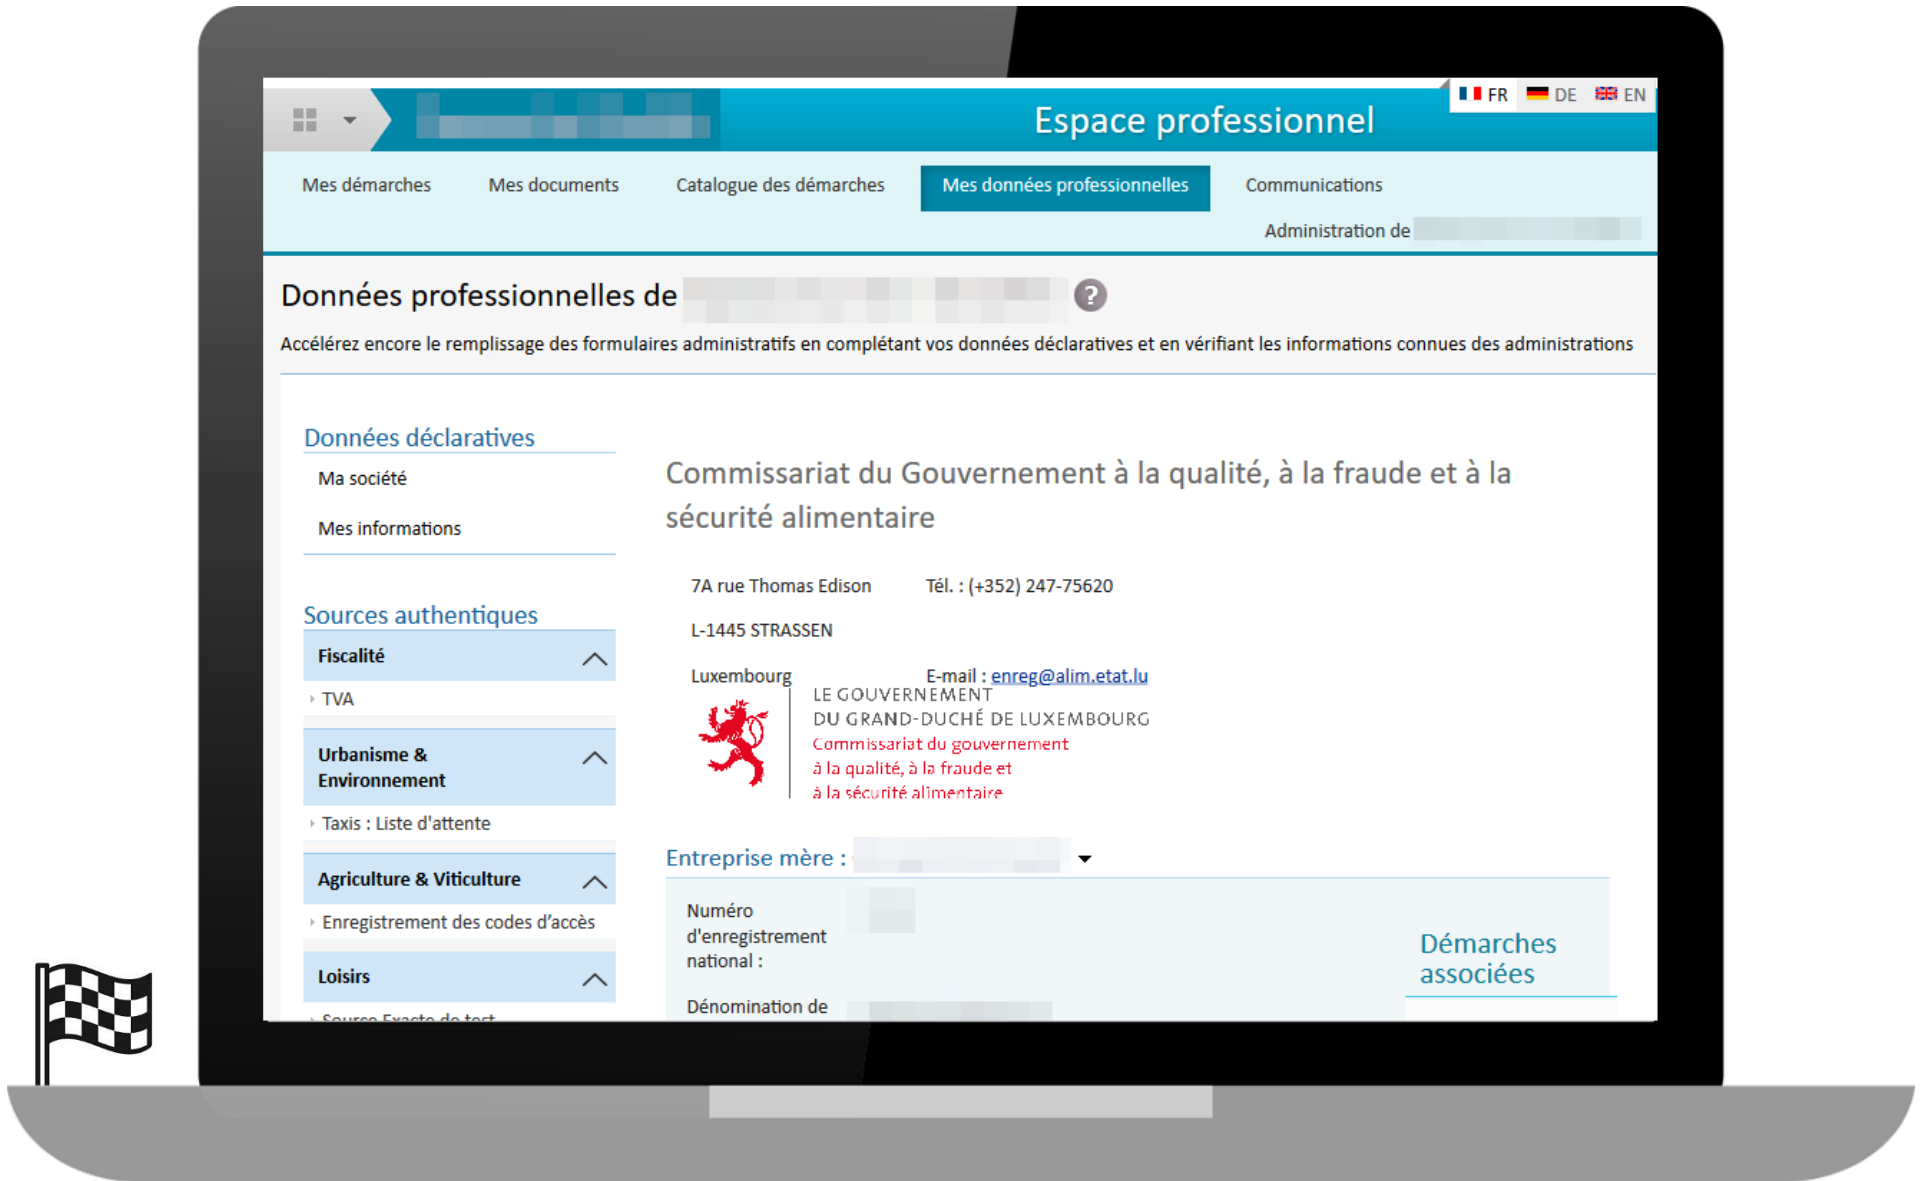 FR DE EN
Espace professionnel
Mes démarches Mes documents Catalogue des démarches Mes données professionnelles Communications
Administration de
Données professionnelles de ?
Accélérez encore le remplissage des formulaires administratifs en complétant vos données déclaratives et en vérifiant les informations connues des administrations
Données déclaratives
Ma société
Mes informations
Sources authentiques
Fiscalité
TVA
Urbanisme &
Environnement
Taxis : Liste d'attente
Agriculture & Viticulture
Enregistrement des codes d’accès
Loisirs
Source Exacte de test
Commissariat du Gouvernement à la qualité, à la fraude et à la
sécurité alimentaire
7A rue Thomas Edison Tél. : (+352) 247-75620
L-1445 STRASSEN
Luxembourg E-mail : enreg@alim.etat.lu
LE GOUVERNEMENT
DU GRAND-DUCHÉ DE LUXEMBOURG
Commissariat du gouvernement
à la qualité, à la fraude et
à la sécurité alimentaire
Entreprise mère :
Numéro
d'enregistrement
national :
Dénomination de
Démarches
associées